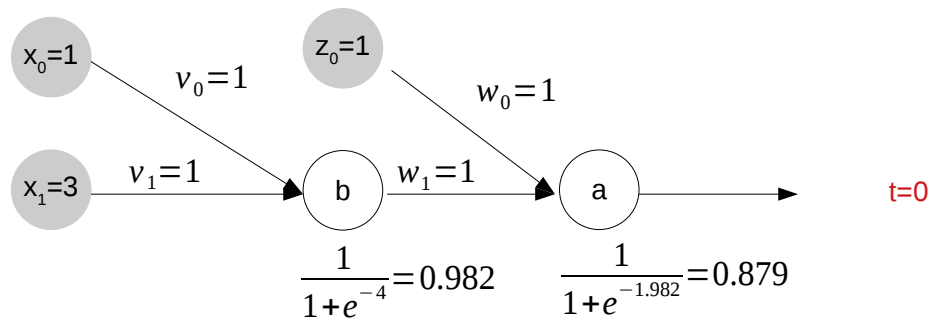 x₀=1
z₀=1
v₀=1
w₀=1
x₁=3
v₁=1
b
w₁=1
a
t=0
1/(1+e⁻⁴)=0.982
1/(1+e⁻¹·⁹⁸²)=0.879